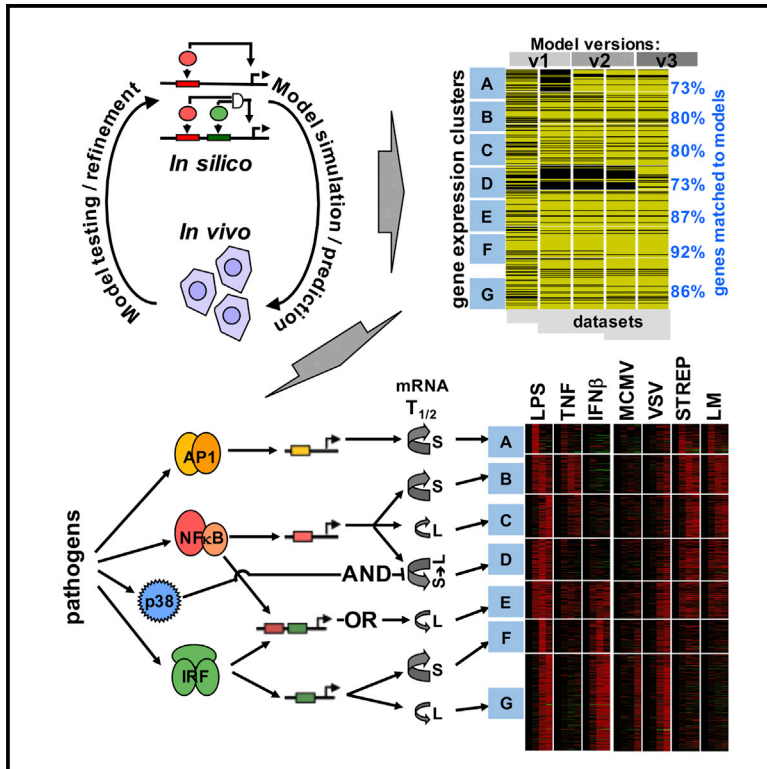 Model testing / refinement
In silico
In vivo
Model simulation / prediction
Model versions:
v1 v2 v3
gene expression clusters
A
B
C
D
E
F
G
73%
80%
80%
73%
87%
92%
86%
genes matched to models
datasets
mRNA
T1/2
LPS
TNF
IFNβ
MCMV
VSV
STREP
LM
pathogens
AP1
NFκB
p38
IRF
AND
-OR
S
S
L
S→L
L
S
L
A
B
C
D
E
F
G